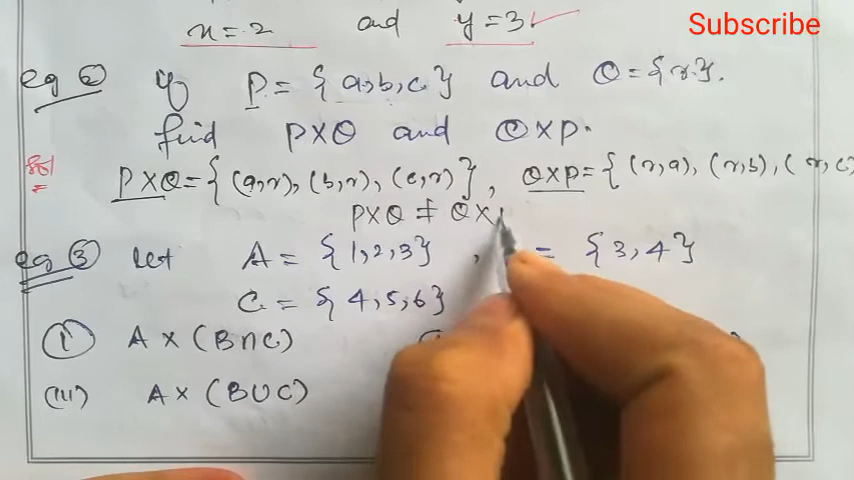 x = 2 and y = 3
Subscribe
eg ② If P = {a, b, c} and Q = {r}.
find P×Q and Q×P.
Sol = P×Q = {(a,r), (b,r), (c,r)}, Q×P = {(r,a), (r,b), (r,c)
P×Q ≠ Q×
eg ③ Let A = {1,2,3}, = {3,4}
C = {4,5,6}
(i) A × (B∩C)
(iii) A × (B∪C)